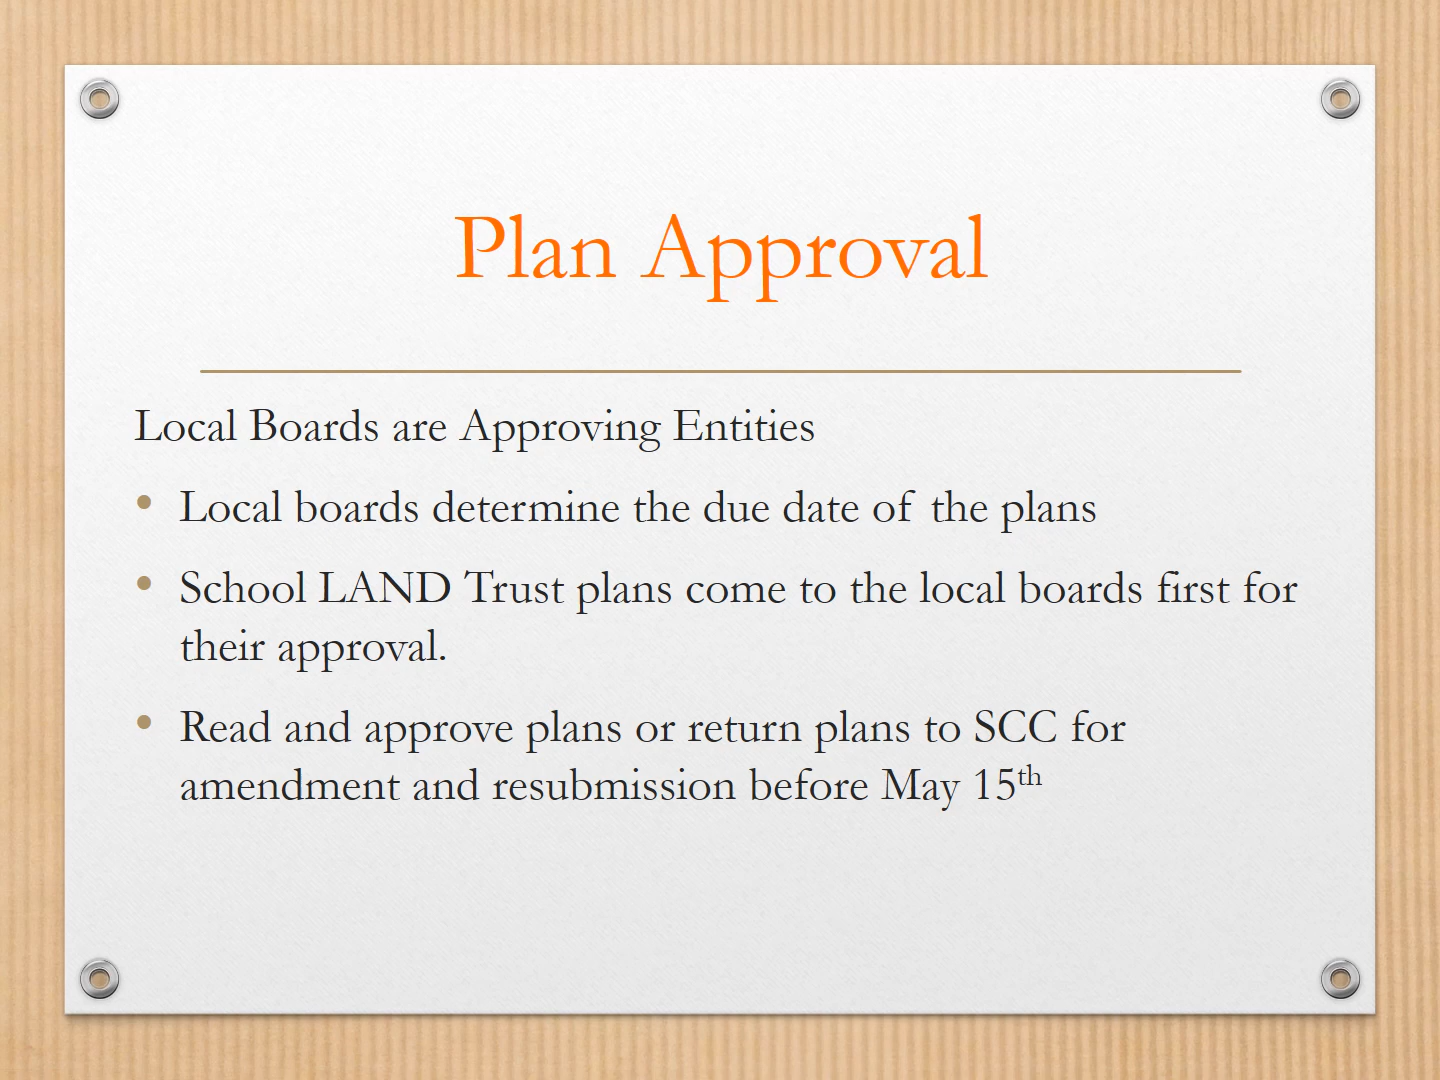 Plan Approval
Local Boards are Approving Entities
• Local boards determine the due date of the plans
• School LAND Trust plans come to the local boards first for
their approval.
• Read and approve plans or return plans to SCC for
amendment and resubmission before May 15th